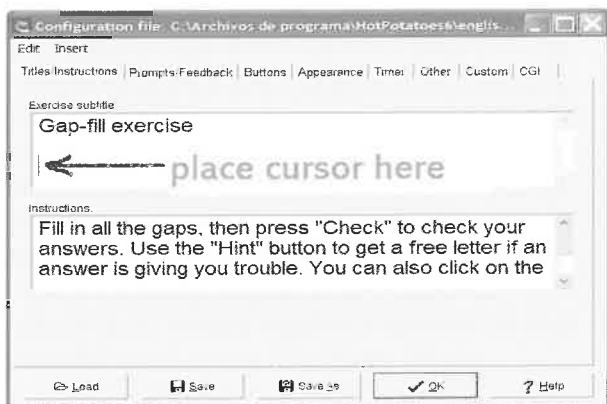 Configuration file: C:\Archivos de programa\HotPotatoes6\englis...
Edit Insert
Titles/Instructions Prompts/Feedback Buttons Appearance Timer Other Custom CGI
Exercise subtitle
Gap-fill exercise
place cursor here
Instructions.
Fill in all the gaps, then press "Check" to check your
answers. Use the "Hint" button to get a free letter if an
answer is giving you trouble. You can also click on the
Load Save Save as OK Help